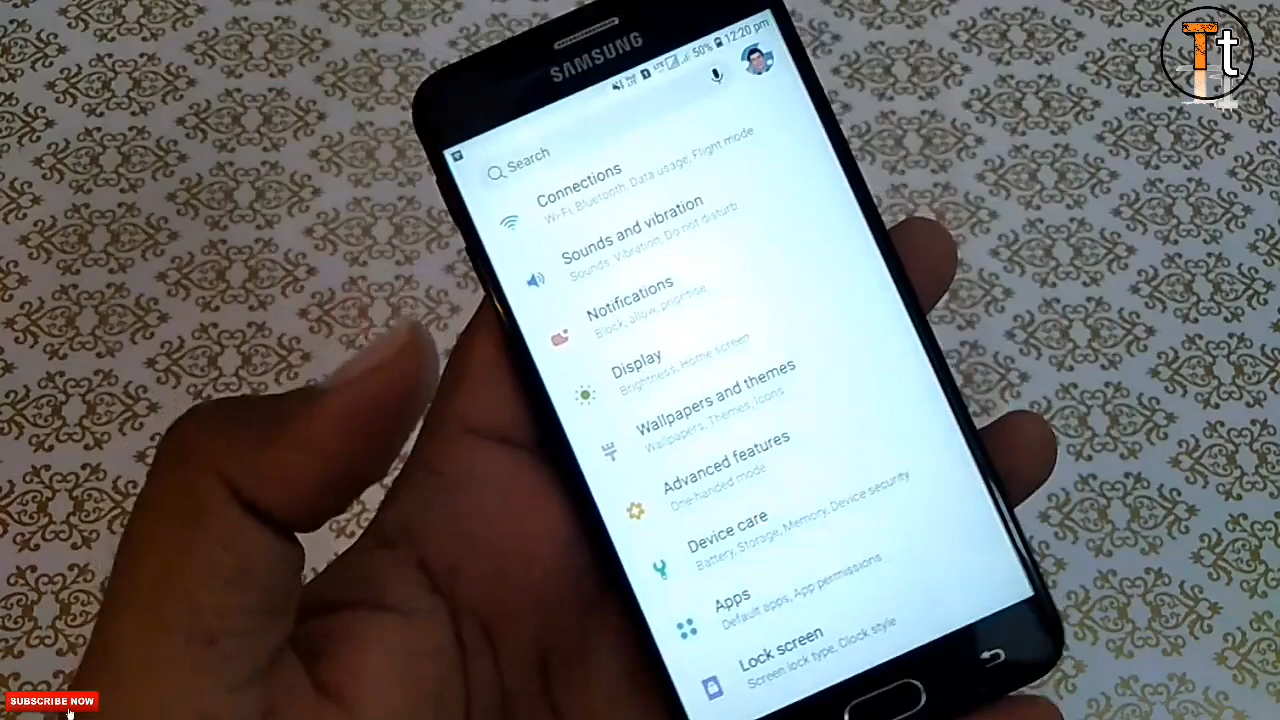 Tt
SAMSUNG
50% 12:20 pm
Search
Connections
Wi-Fi, Bluetooth, Data usage, Flight mode
Sounds and vibration
Sounds, Vibration, Do not disturb
Notifications
Block, allow, prioritise
Display
Brightness, Home screen
Wallpapers and themes
Wallpapers, Themes, Icons
Advanced features
One-handed mode
Device care
Battery, Storage, Memory, Device security
Apps
Default apps, App permissions
Lock screen
Screen lock type, Clock style
SUBSCRIBE NOW